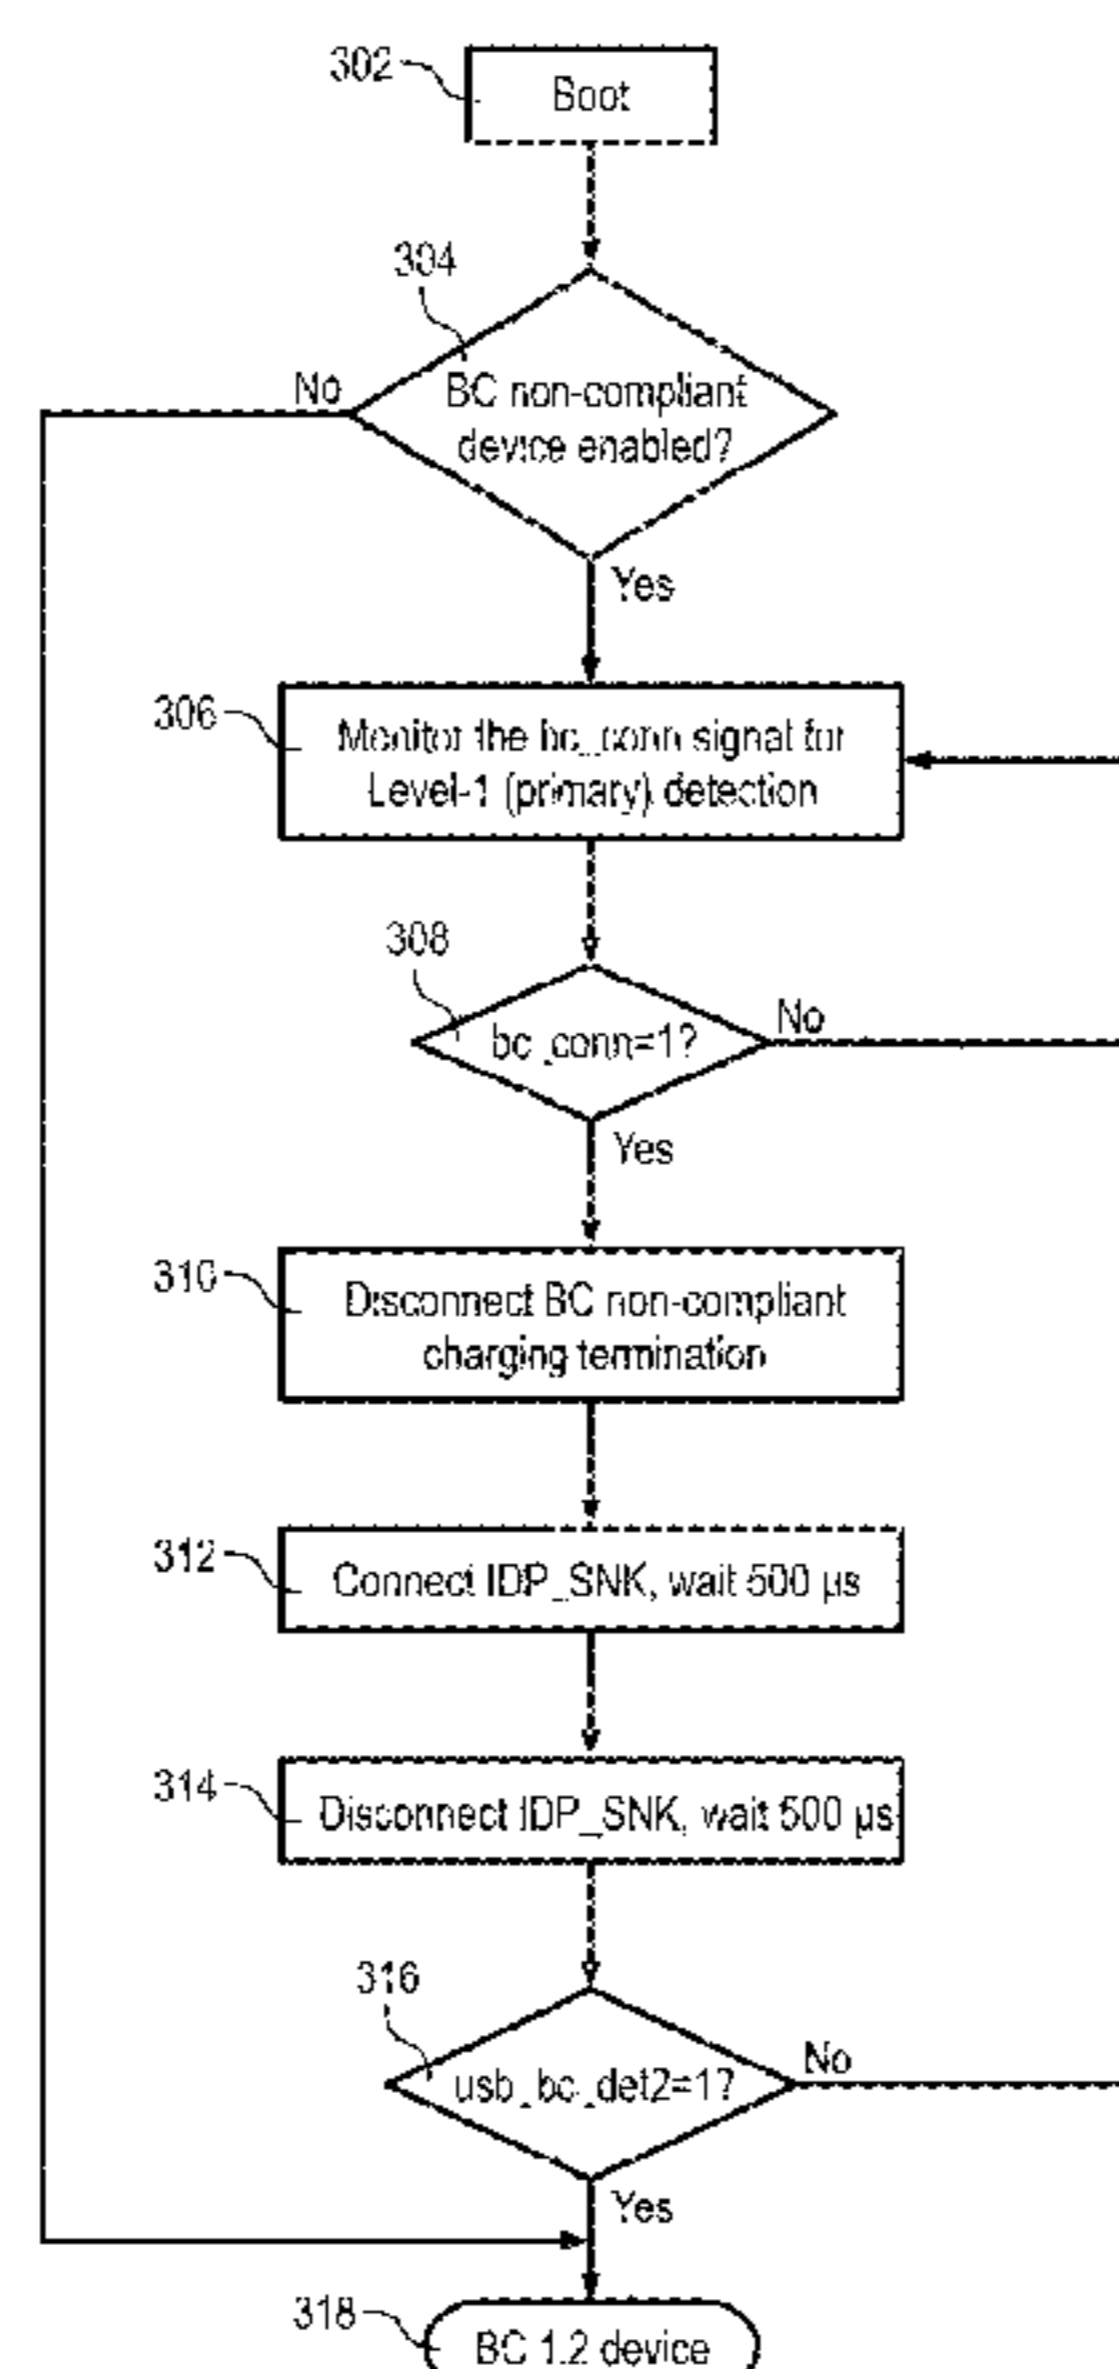 302
Boot
304
No
BC non-compliant
device enabled?
Yes
306
Monitor the bc_conn signal for
Level-1 (primary) detection
308
bc_conn=1?
No
Yes
310
Disconnect BC non-compliant
charging termination
312
Connect IDP_SNK, wait 500 µs
314
Disconnect IDP_SNK, wait 500 µs
316
usb_bc_det2=1?
No
Yes
318
BC 1.2 device